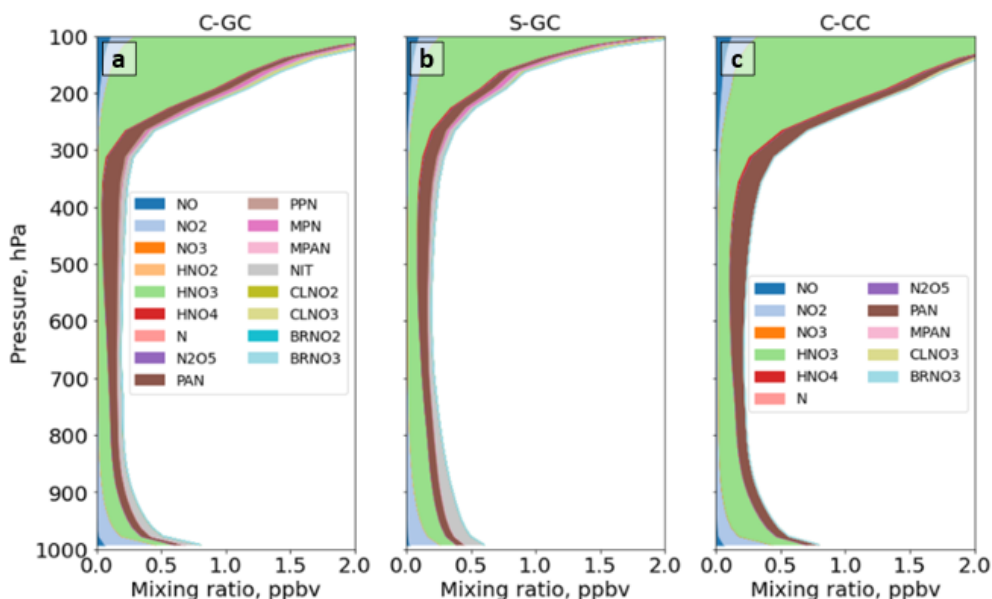 C-GC
S-GC
C-CC
a
b
c
Pressure, hPa
100
200
300
400
500
600
700
800
900
1000
NO
NO2
NO3
HNO2
HNO3
HNO4
N
N2O5
PAN
PPN
MPN
MPAN
NIT
CLNO2
CLNO3
BRNO2
BRNO3
NO
NO2
NO3
HNO3
HNO4
N
N2O5
PAN
MPAN
CLNO3
BRNO3
0.0 0.5 1.0 1.5 2.0
0.0 0.5 1.0 1.5 2.0
0.0 0.5 1.0 1.5 2.0
Mixing ratio, ppbv
Mixing ratio, ppbv
Mixing ratio, ppbv